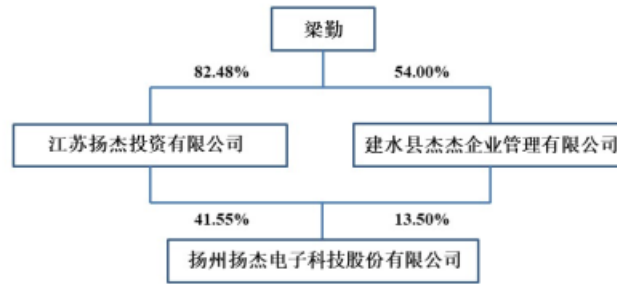 梁勤
82.48%
54.00%
江苏扬杰投资有限公司
建水县杰杰企业管理有限公司
41.55%
13.50%
扬州扬杰电子科技股份有限公司